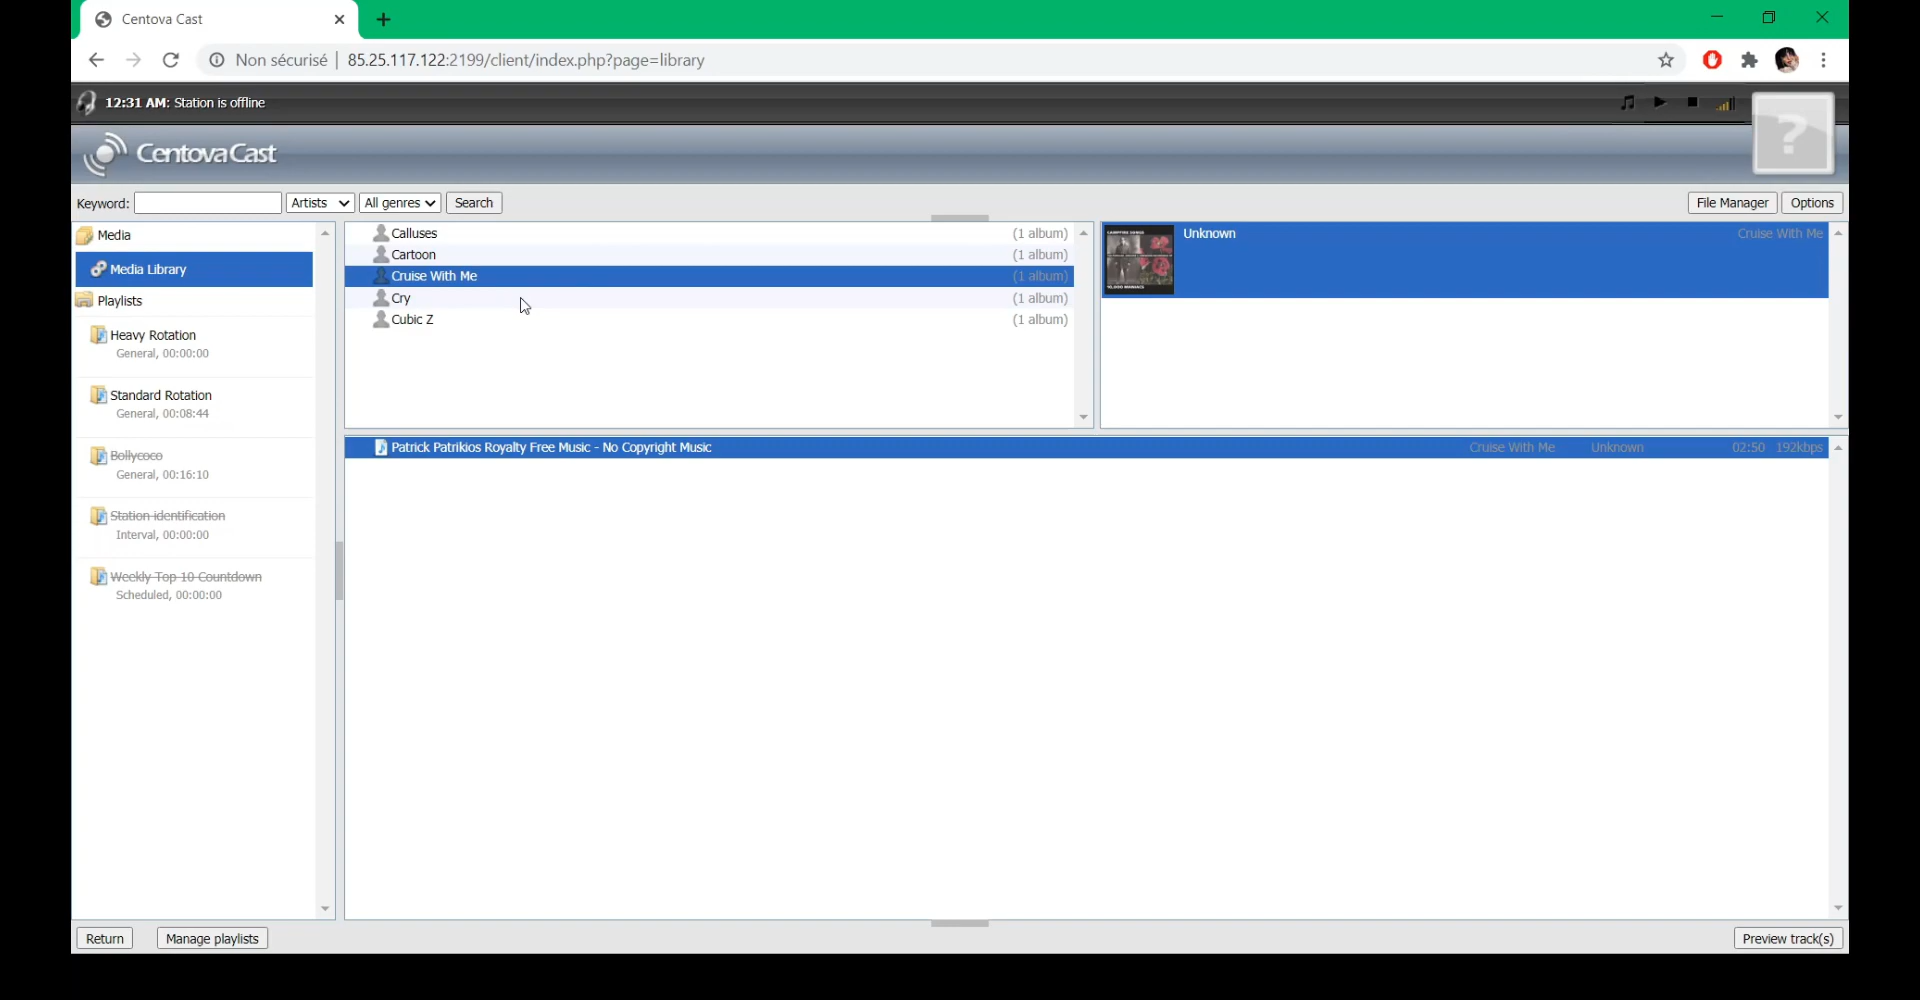 Centova Cast
Non sécurisé | 85.25.117.122:2199/client/index.php?page=library
12:31 AM: Station is offline
CentovaCast
Keyword: Artists All genres Search File Manager Options
Media
Media Library
Playlists
Heavy Rotation
General, 00:00:00
Standard Rotation
General, 00:08:44
Bollycoco
General, 00:16:10
Station identification
Interval, 00:00:00
Weekly Top 10 Countdown
Scheduled, 00:00:00
Calluses (1 album)
Cartoon (1 album)
Cruise With Me (1 album)
Cry (1 album)
Cubic Z (1 album)
Unknown Cruise With Me
CAMPFIRE SONGS
10,000 MANIACS
Patrick Patrikios Royalty Free Music - No Copyright Music Cruise With Me Unknown 02:50 192kbps
Return Manage playlists Preview track(s)